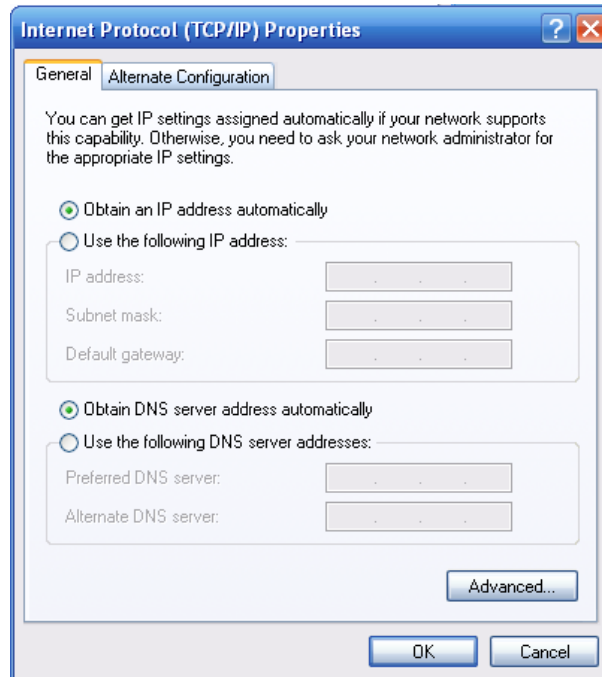 Internet Protocol (TCP/IP) Properties
General
Alternate Configuration
You can get IP settings assigned automatically if your network supports
this capability. Otherwise, you need to ask your network administrator for
the appropriate IP settings.
Obtain an IP address automatically
Use the following IP address:
IP address:
Subnet mask:
Default gateway:
Obtain DNS server address automatically
Use the following DNS server addresses:
Preferred DNS server:
Alternate DNS server:
Advanced...
OK
Cancel